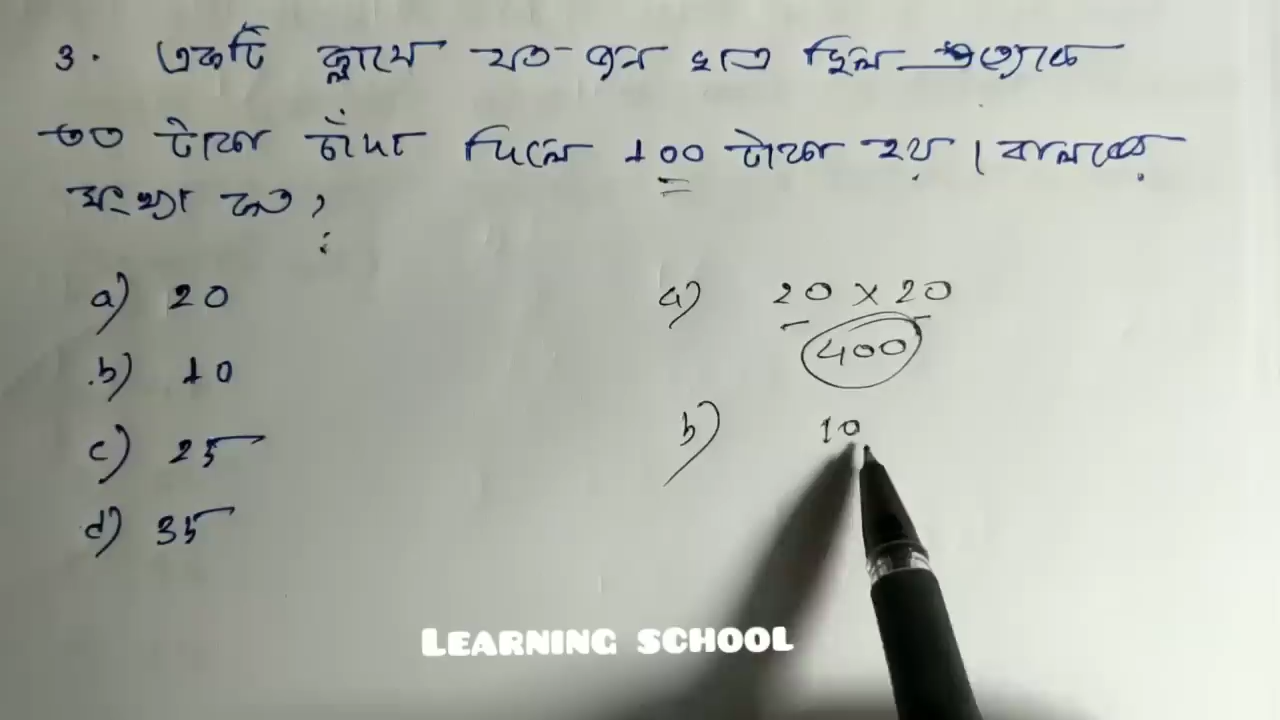 3. একটি ক্লাসে যত জন ছাত্র ছিল প্রত্যেকে
তত টাকা চাঁদা দিলে 100 টাকা হয়। বালকের
সংখ্যা কত?
a) 20
b) 10
c) 25
d) 35
a) 20 x 20
400
b) 10
LEARNING SCHOOL